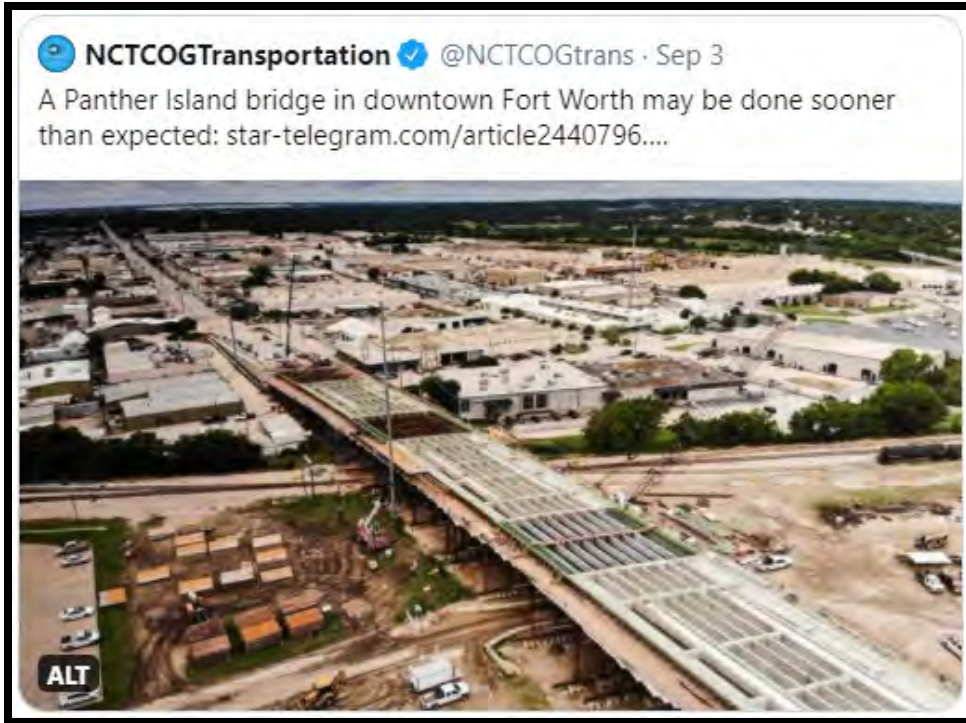 NCTCOGTransportation @NCTCOGtrans · Sep 3
A Panther Island bridge in downtown Fort Worth may be done sooner
than expected: star-telegram.com/article2440796....
ALT